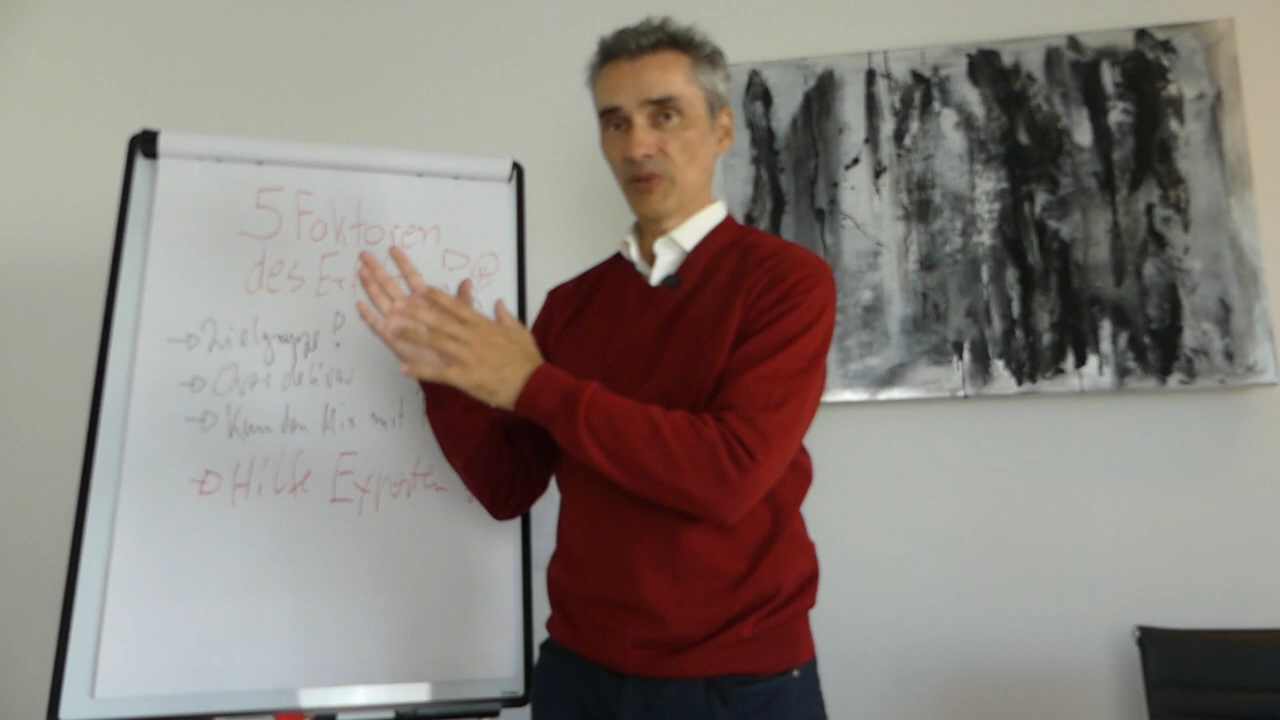 5 Faktoren
des
→ Zielgruppe?
→ Over deliver
→ Kunden Mix mit
→ Hilfe Experten